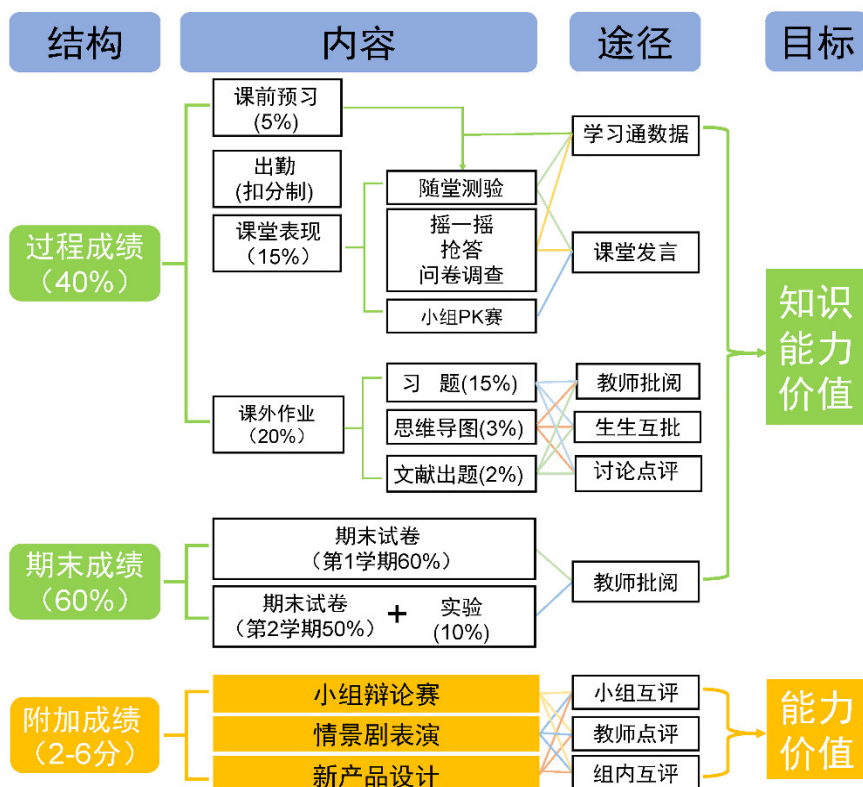 结构
内容
途径
目标
过程成绩
（40%）
课前预习
(5%)
出勤
(扣分制)
课堂表现
（15%）
随堂测验
摇一摇
抢答
问卷调查
小组PK赛
学习通数据
课堂发言
课外作业
（20%）
习 题(15%)
思维导图(3%)
文献出题(2%)
教师批阅
生生互批
讨论点评
知识
能力
价值
期末成绩
（60%）
期末试卷
（第1学期60%）
期末试卷
（第2学期50%）
+
实验
(10%)
教师批阅
附加成绩
（2-6分）
小组辩论赛
情景剧表演
新产品设计
小组互评
教师点评
组内互评
能力
价值